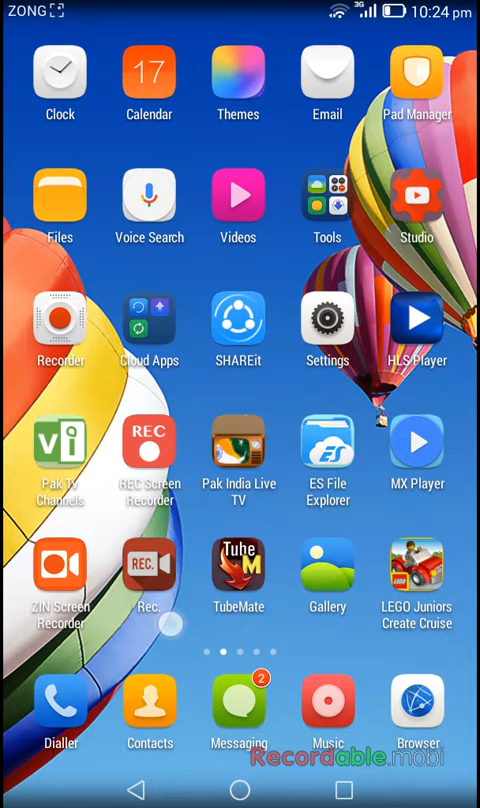 ZONG 3G 10:24 pm
17
Clock Calendar Themes Email Pad Manager
Files Voice Search Videos Tools Studio
Recorder Cloud Apps SHAREit Settings HLS Player
vi REC ES
Pak Tv Channels REC Screen Recorder Pak India Live TV ES File Explorer MX Player
REC. Tube M LEGO
ZIN Screen Recorder Rec. TubeMate Gallery LEGO Juniors Create Cruise
2
Dialler Contacts Messaging Music Browser
Recordable.mobi